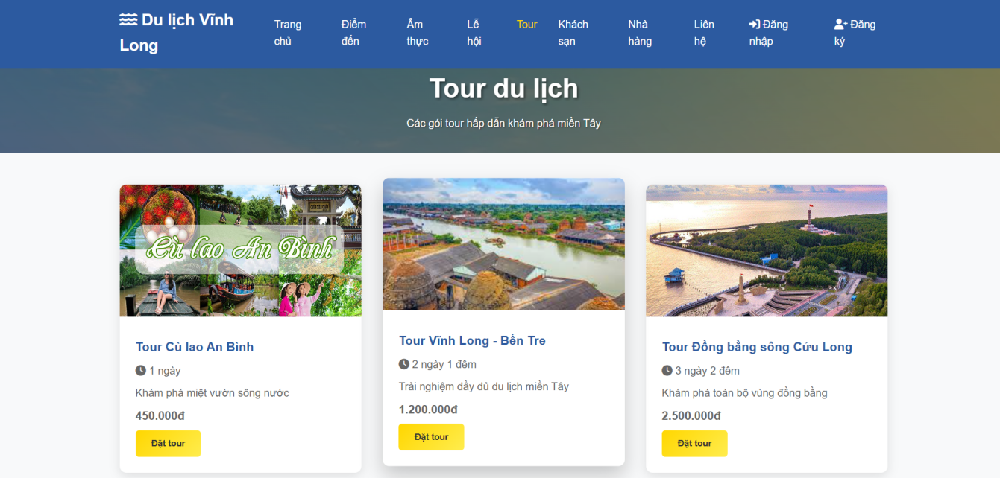 Du lịch Vĩnh
Long
Trang
chủ
Điểm
đến
Ẩm
thực
Lễ
hội
Tour
Khách
sạn
Nhà
hàng
Liên
hệ
Đăng
nhập
Đăng
ký
Tour du lịch
Các gói tour hấp dẫn khám phá miền Tây
Cù lao An Bình
Tour Cù lao An Bình
1 ngày
Khám phá miệt vườn sông nước
450.000đ
Đặt tour
Tour Vĩnh Long - Bến Tre
2 ngày 1 đêm
Trải nghiệm đầy đủ du lịch miền Tây
1.200.000đ
Đặt tour
Tour Đồng bằng sông Cửu Long
3 ngày 2 đêm
Khám phá toàn bộ vùng đồng bằng
2.500.000đ
Đặt tour